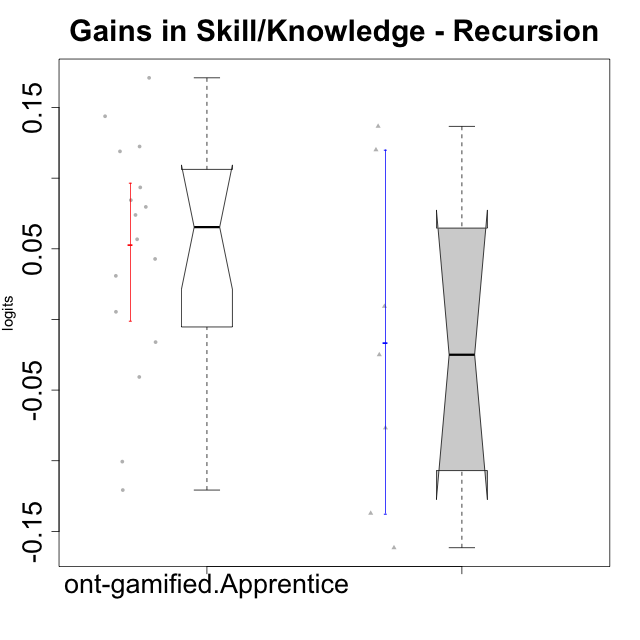 Gains in Skill/Knowledge - Recursion
logits
0.15
0.05
-0.05
-0.15
ont-gamified.Apprentice